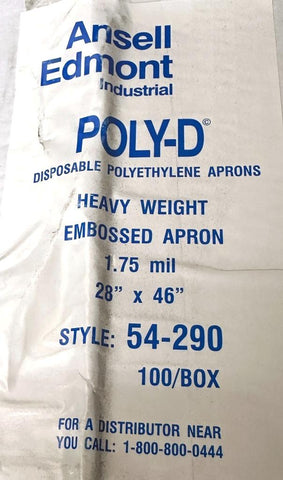 Ansell
Edmont
Industrial
POLY-D©
DISPOSABLE POLYETHYLENE APRONS
HEAVY WEIGHT
EMBOSSED APRON
1.75 mil
28” x 46”
STYLE: 54-290
100/BOX
FOR A DISTRIBUTOR NEAR
YOU CALL: 1-800-800-0444